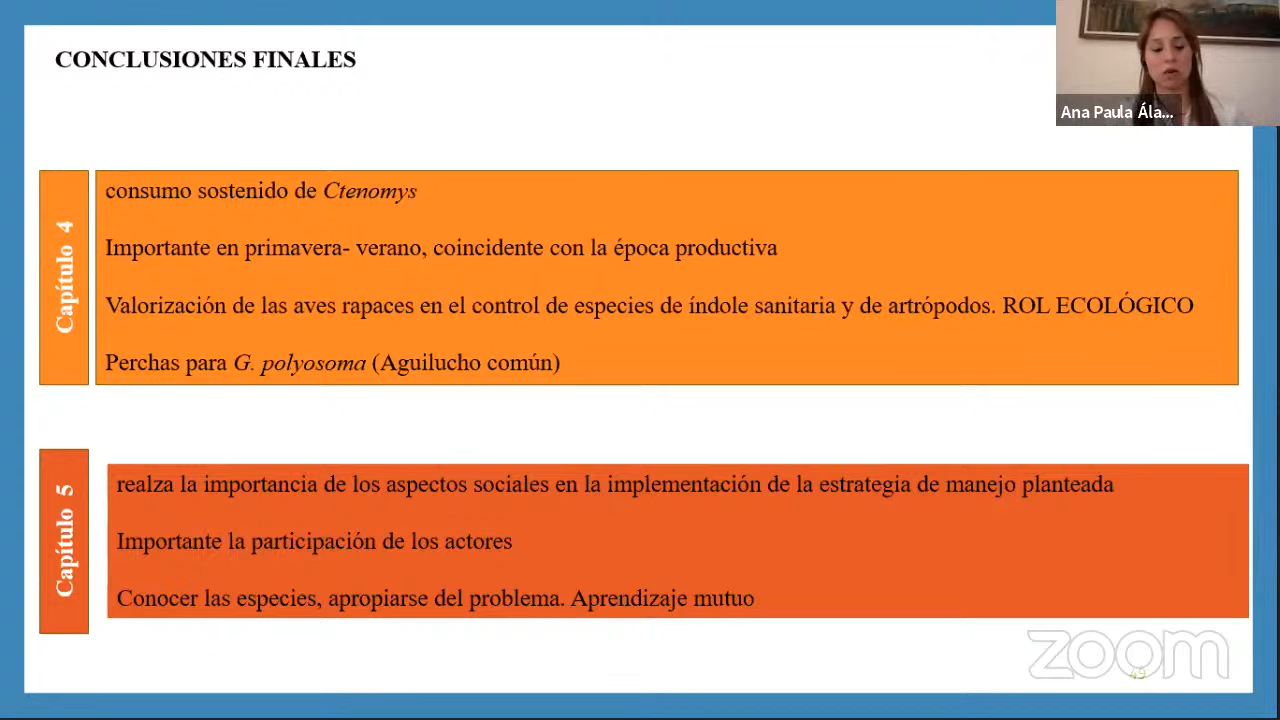 CONCLUSIONES FINALES
Ana Paula Ála...
Capítulo 4
consumo sostenido de Ctenomys
Importante en primavera- verano, coincidente con la época productiva
Valorización de las aves rapaces en el control de especies de índole sanitaria y de artrópodos. ROL ECOLÓGICO
Perchas para G. polyosoma (Aguilucho común)
Capítulo 5
realza la importancia de los aspectos sociales en la implementación de la estrategia de manejo planteada
Importante la participación de los actores
Conocer las especies, apropiarse del problema. Aprendizaje mutuo
zoom
49